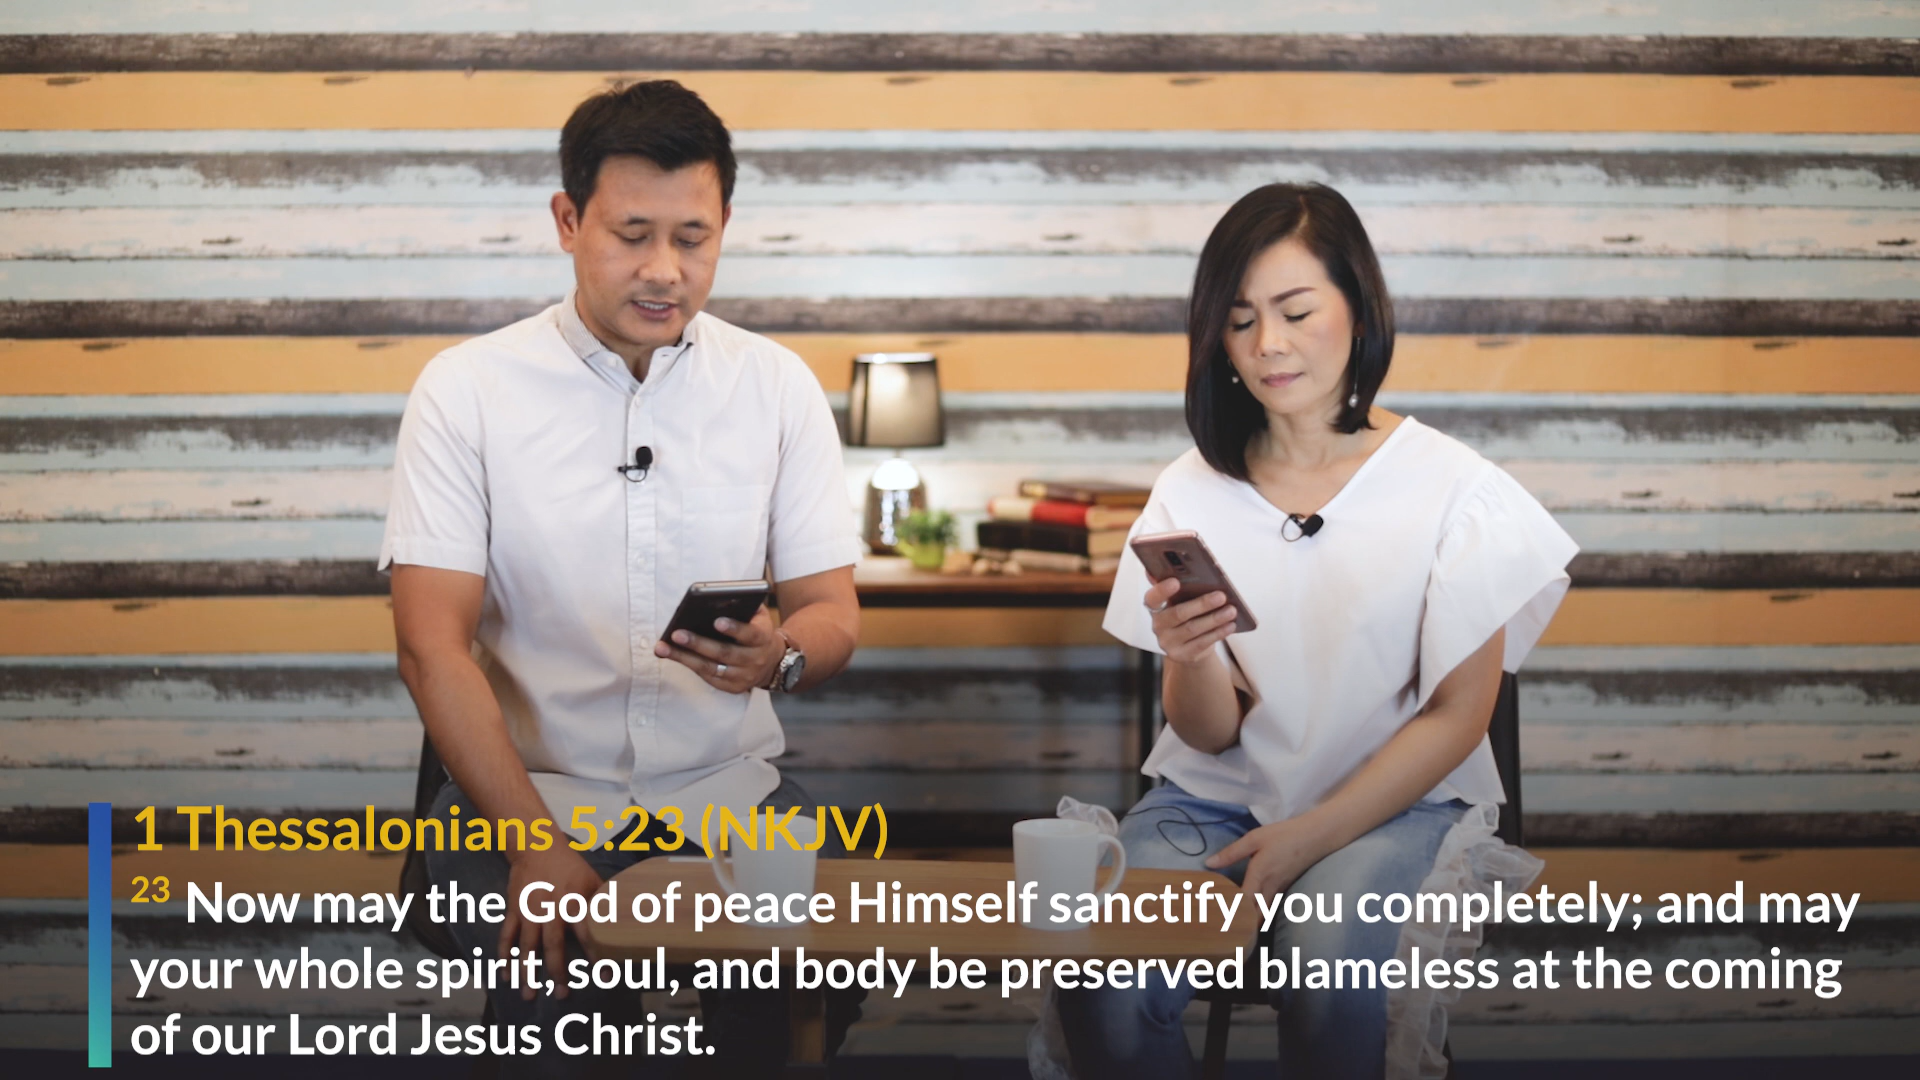 1 Thessalonians 5:23 (NKJV)
23 Now may the God of peace Himself sanctify you completely; and may
your whole spirit, soul, and body be preserved blameless at the coming
of our Lord Jesus Christ.